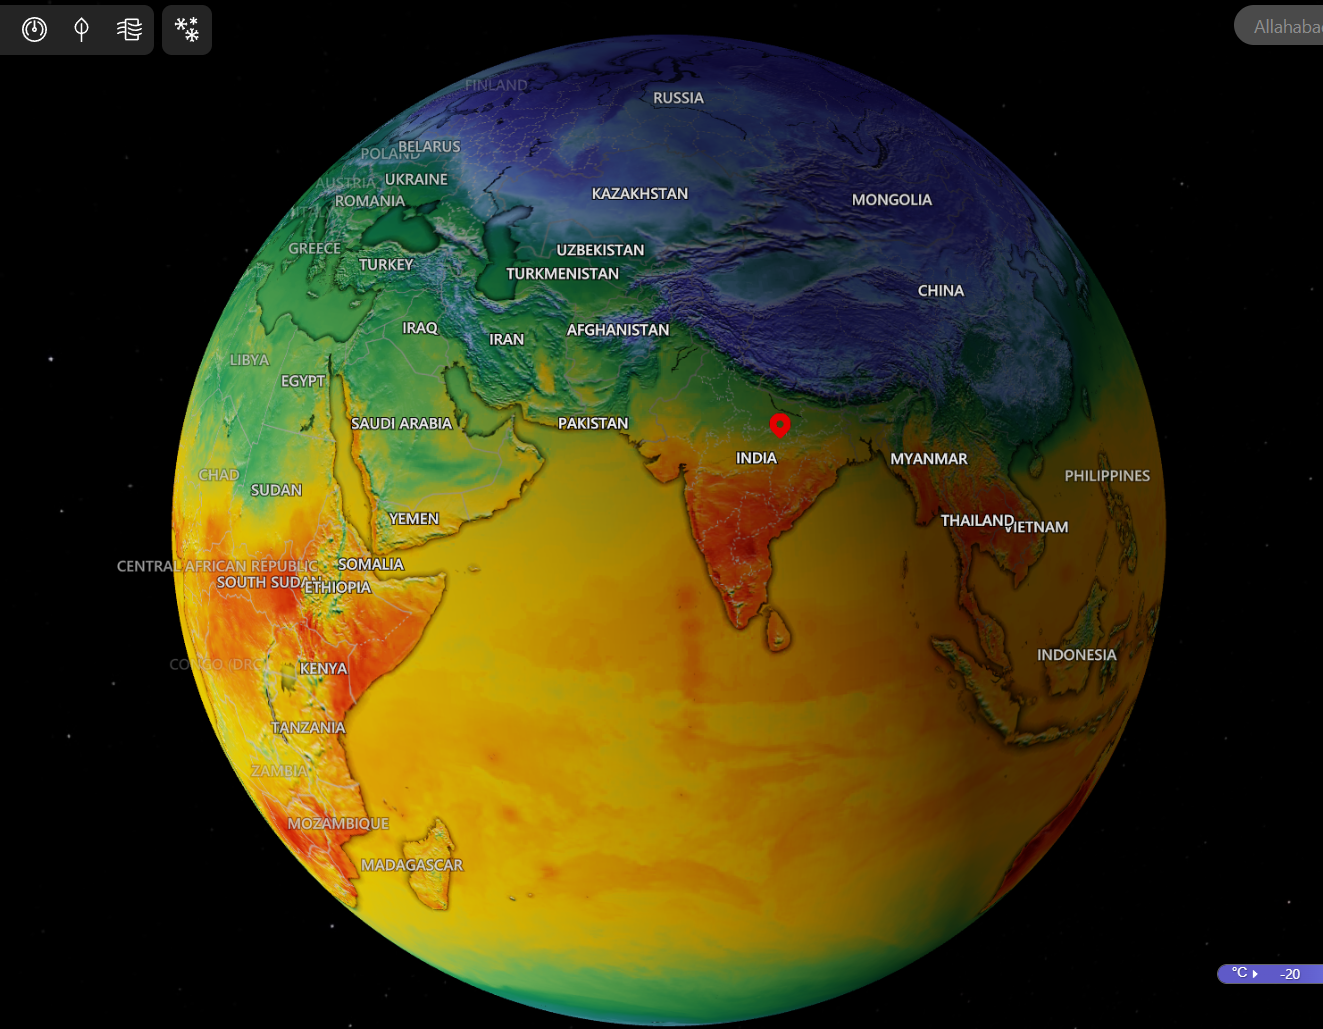 Allahaba
FINLAND
RUSSIA
BELARUS
POLAND
UKRAINE
AUSTRIA
ROMANIA
KAZAKHSTAN
MONGOLIA
GREECE
TURKEY
UZBEKISTAN
TURKMENISTAN
CHINA
IRAQ
IRAN
AFGHANISTAN
LIBYA
EGYPT
SAUDI ARABIA
PAKISTAN
INDIA
MYANMAR
CHAD
SUDAN
PHILIPPINES
YEMEN
THAILAND
VIETNAM
CENTRAL AFRICAN REPUBLIC
SOMALIA
SOUTH SUDAN
ETHIOPIA
CONGO (DRC)
KENYA
INDONESIA
TANZANIA
ZAMBIA
MOZAMBIQUE
MADAGASCAR
°C -20